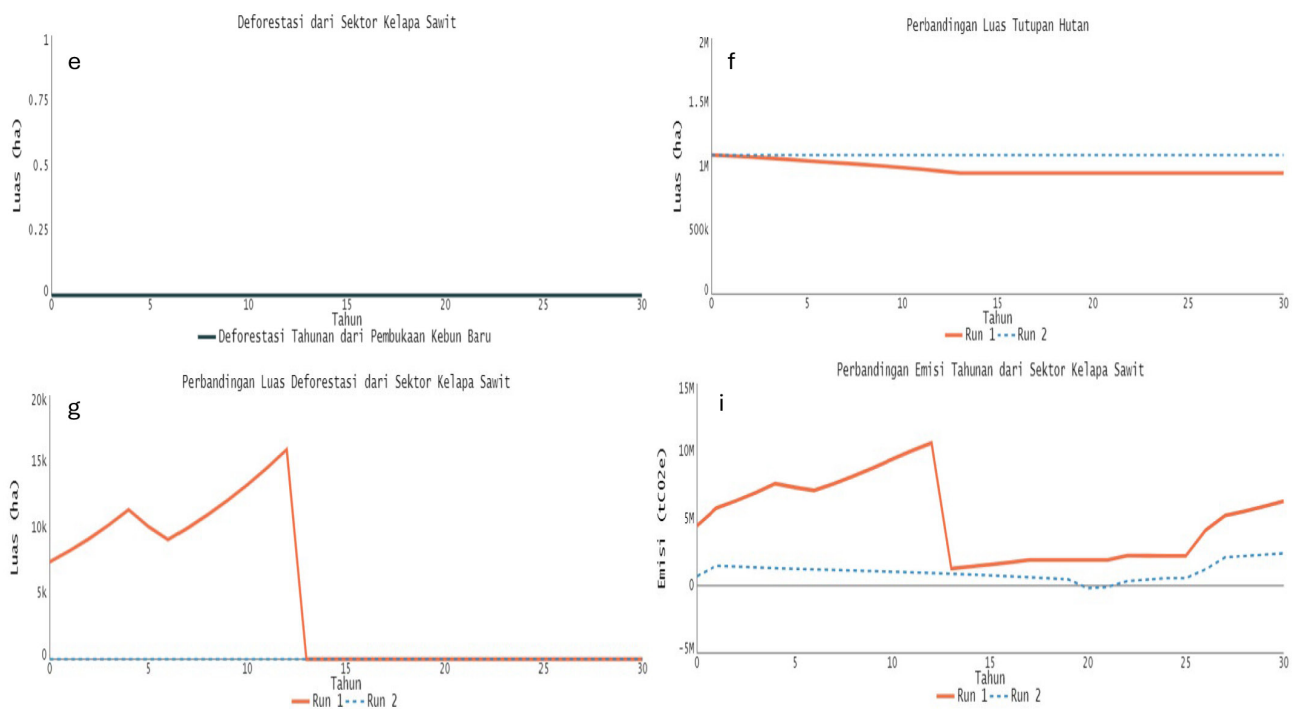 Deforestasi dari Sektor Kelapa Sawit
e
1
0.75
0.5
0.25
0
Luas (ha)
0 5 10 15 20 25 30
Tahun
Deforestasi Tahunan dari Pembukaan Kebun Baru
Perbandingan Luas Tutupan Hutan
f
2M
1.5M
1M
500k
0
Luas (ha)
0 5 10 15 20 25 30
Tahun
Run 1 Run 2
Perbandingan Luas Deforestasi dari Sektor Kelapa Sawit
g
20k
15k
10k
5k
0
Luas (ha)
0 5 10 15 20 25 30
Tahun
Run 1 Run 2
Perbandingan Emisi Tahunan dari Sektor Kelapa Sawit
i
15M
10M
5M
0
-5M
Emisi (tCO2e)
0 5 10 15 20 25 30
Tahun
Run 1 Run 2